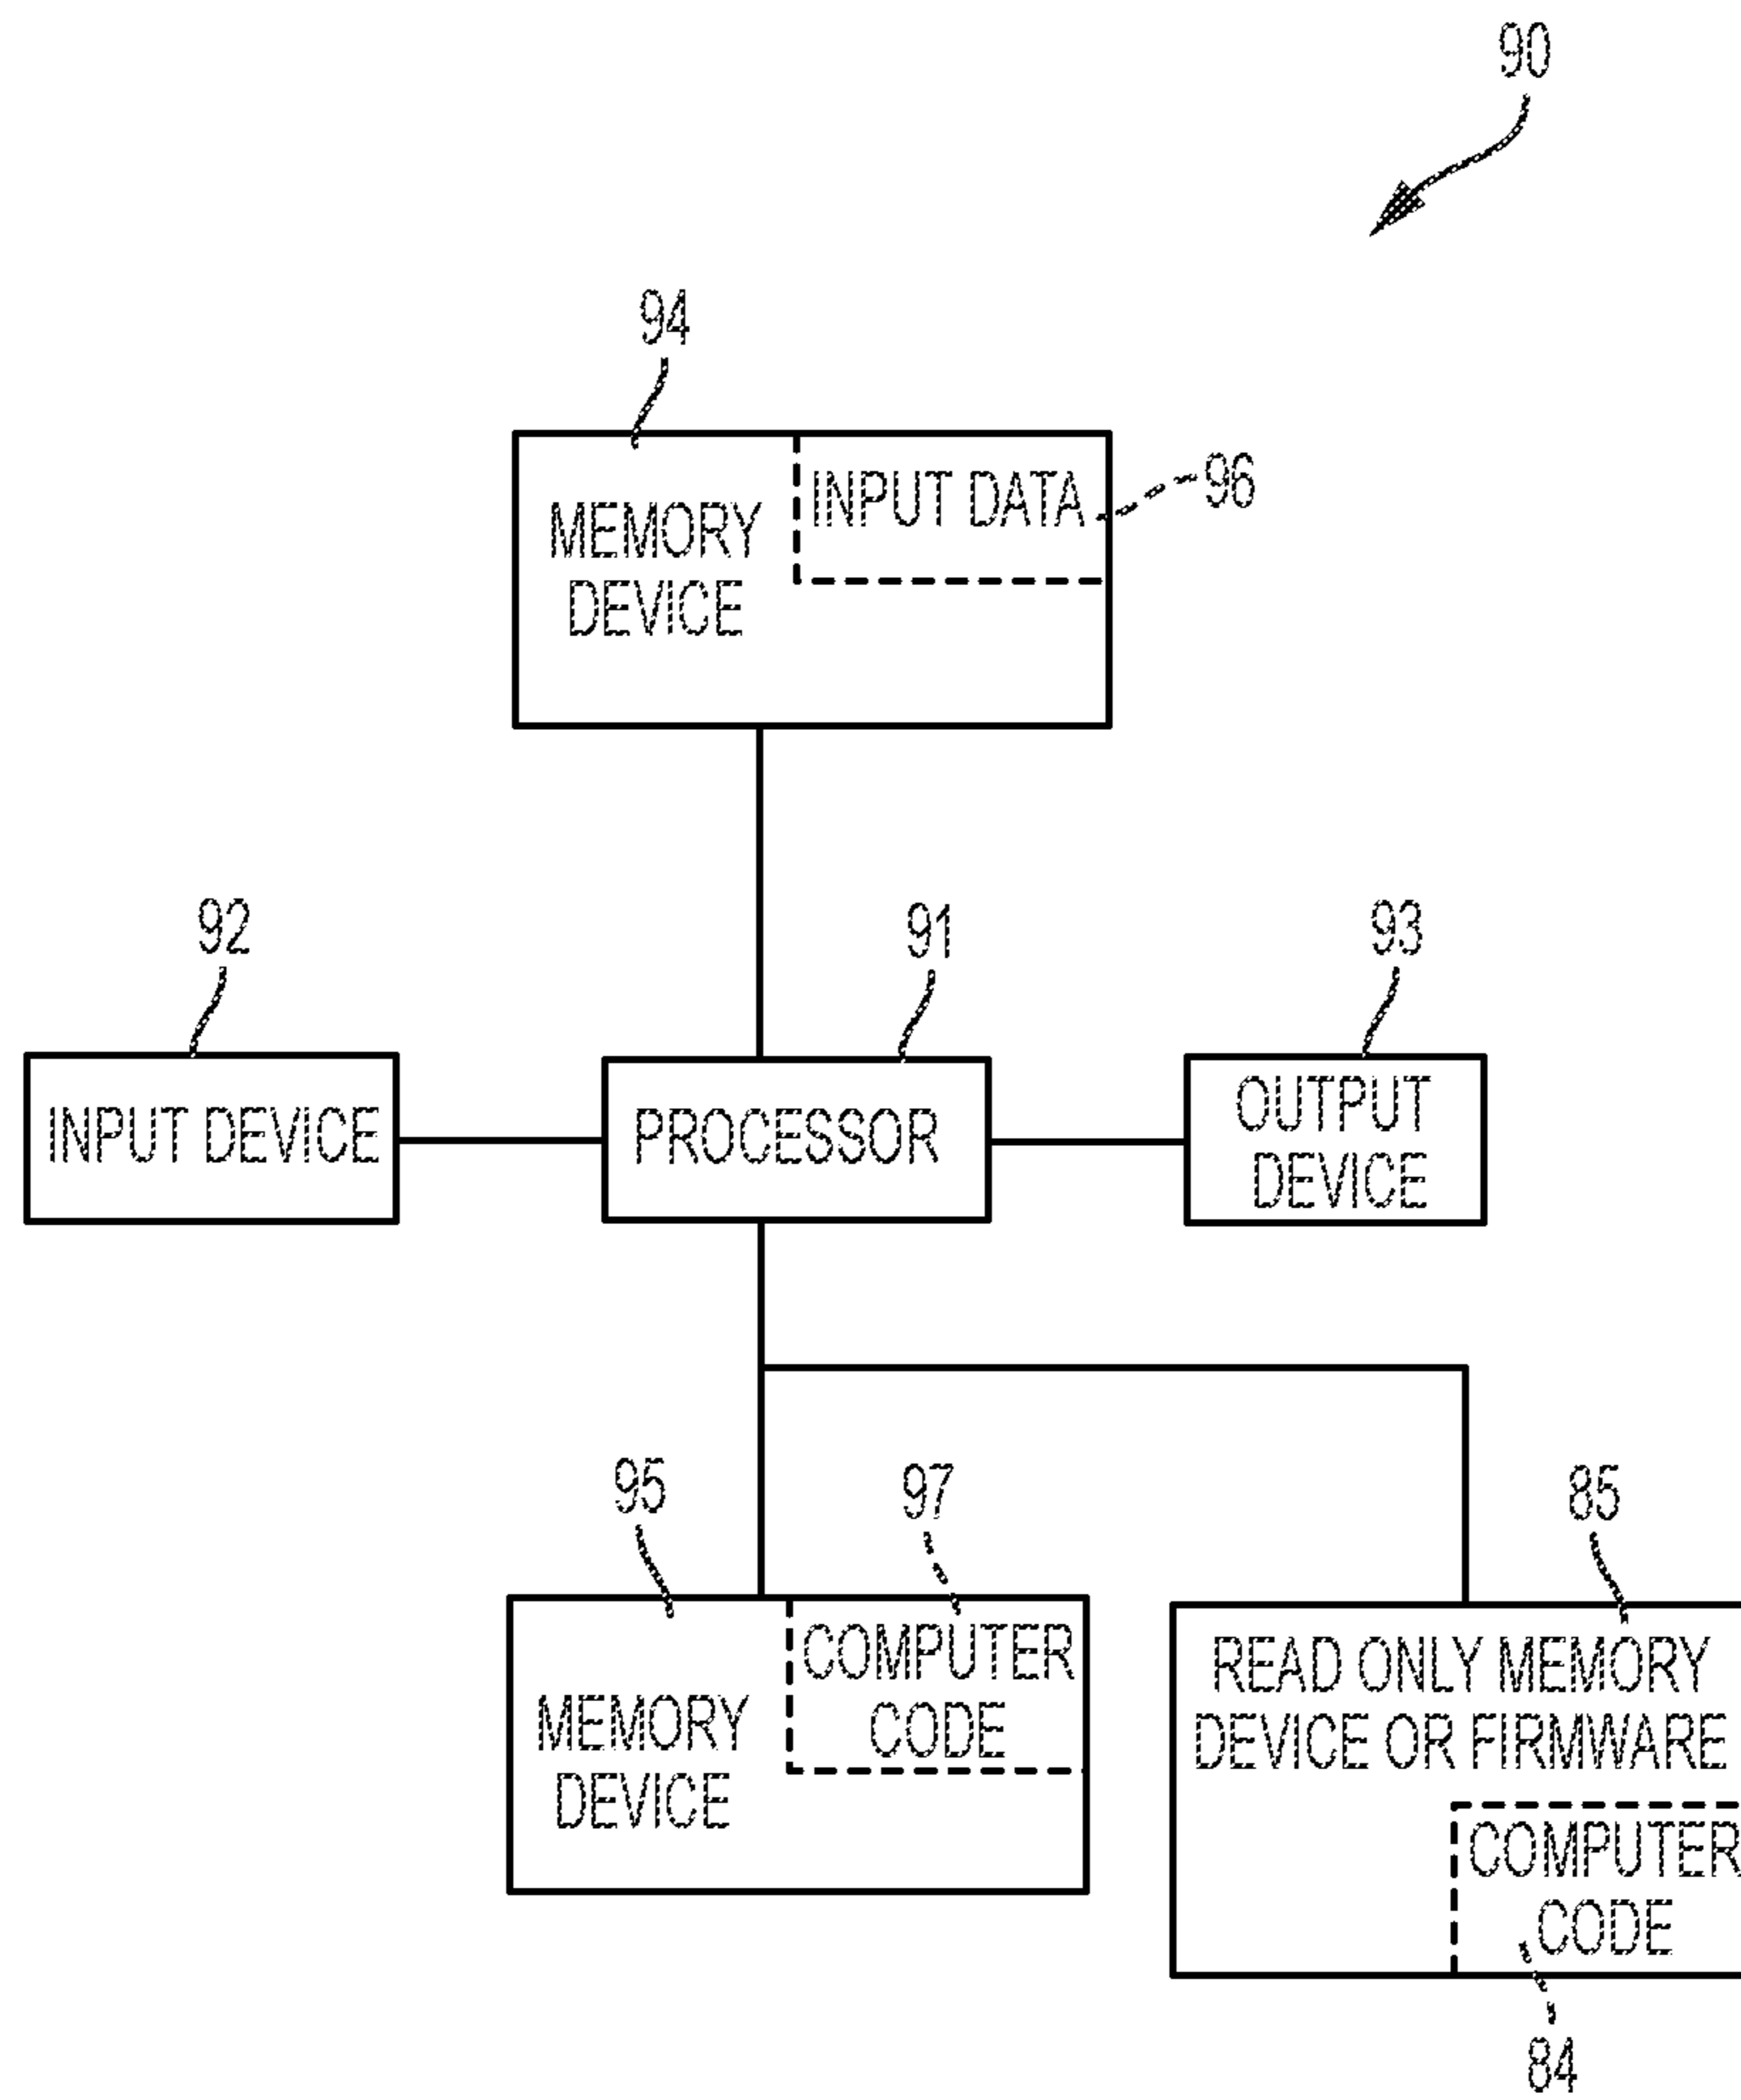 90
94
MEMORY
DEVICE
INPUT DATA
96
92
91
93
INPUT DEVICE
PROCESSOR
OUTPUT
DEVICE
95
97
85
MEMORY
DEVICE
COMPUTER
CODE
READ ONLY MEMORY
DEVICE OR FIRMWARE
COMPUTER
CODE
84